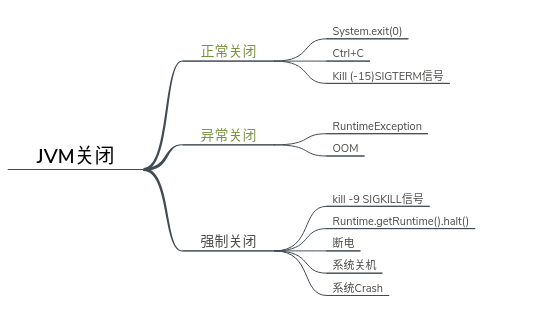 JVM关闭
正常关闭
System.exit(0)
Ctrl+C
Kill (-15)SIGTERM信号
异常关闭
RuntimeException
OOM
强制关闭
kill -9 SIGKILL信号
Runtime.getRuntime().halt()
断电
系统关机
系统Crash